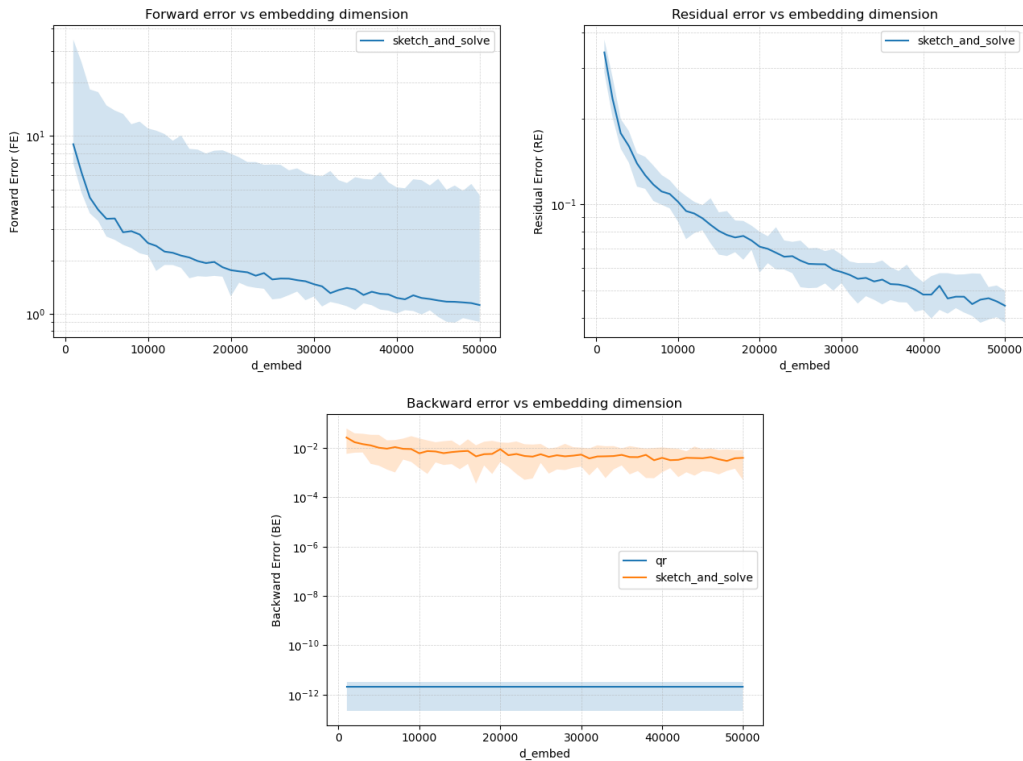 Forward error vs embedding dimension
sketch_and_solve
10¹
10⁰
Forward Error (FE)
0 10000 20000 30000 40000 50000
d_embed
Residual error vs embedding dimension
sketch_and_solve
10⁻¹
Residual Error (RE)
0 10000 20000 30000 40000 50000
d_embed
Backward error vs embedding dimension
10⁻²
10⁻⁴
10⁻⁶
10⁻⁸
10⁻¹⁰
10⁻¹²
Backward Error (BE)
qr
sketch_and_solve
0 10000 20000 30000 40000 50000
d_embed